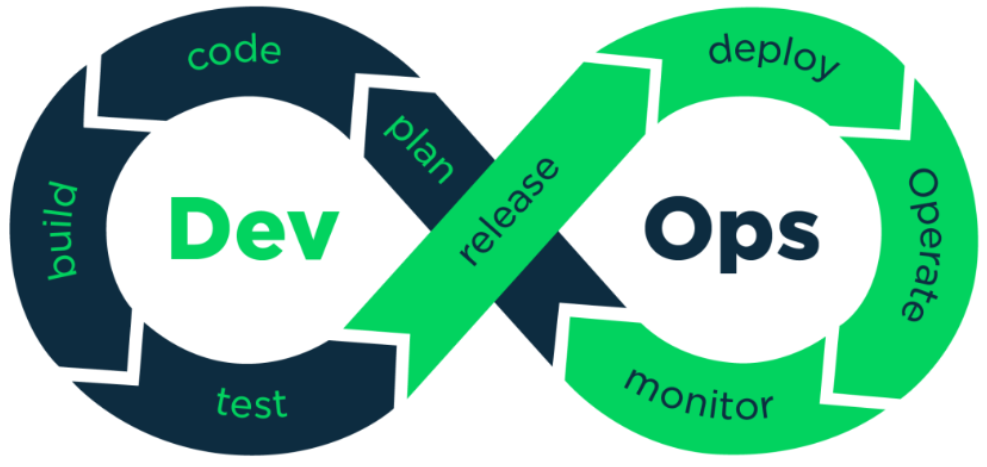 code
deploy
plan
release
build
Dev
Ops
Operate
test
monitor